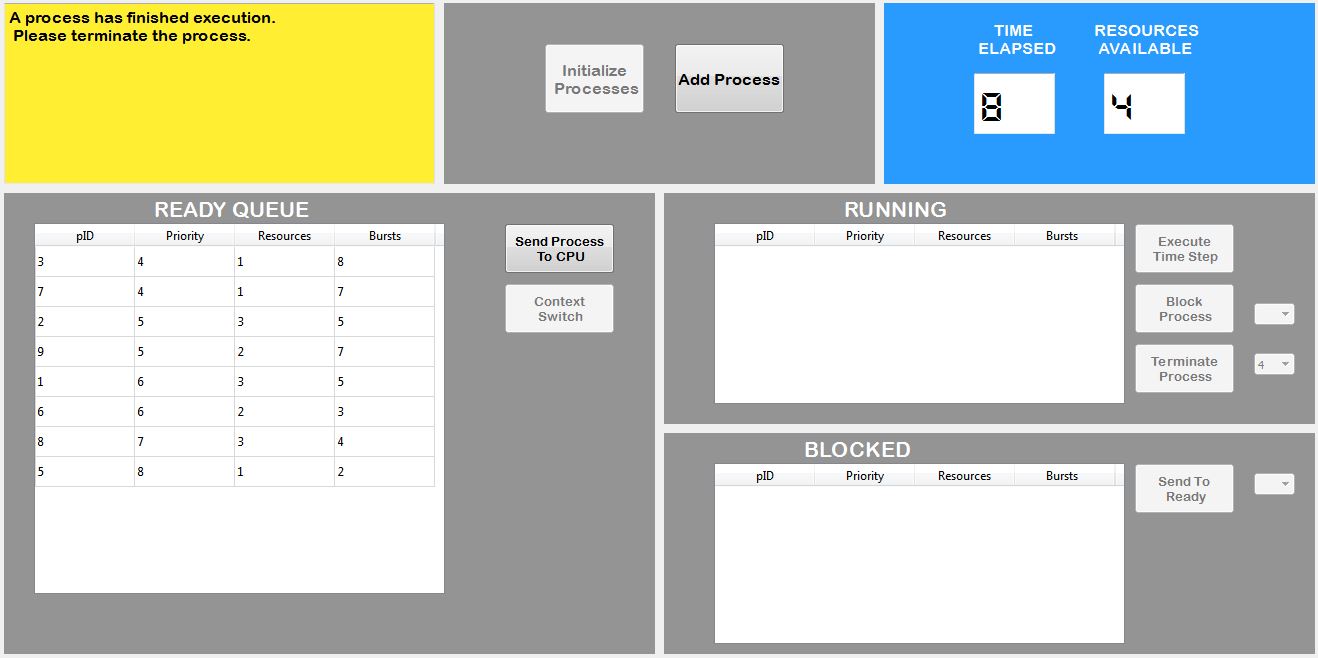 A process has finished execution.
Please terminate the process.
Initialize
Processes
Add Process
TIME
ELAPSED
RESOURCES
AVAILABLE
8
4
READY QUEUE
pID Priority Resources Bursts
3 4 1 8
7 4 1 7
2 5 3 5
9 5 2 7
1 6 3 5
6 6 2 3
8 7 3 4
5 8 1 2
Send Process
To CPU
Context
Switch
RUNNING
pID Priority Resources Bursts
Execute
Time Step
Block
Process
Terminate
Process
4
BLOCKED
pID Priority Resources Bursts
Send To
Ready